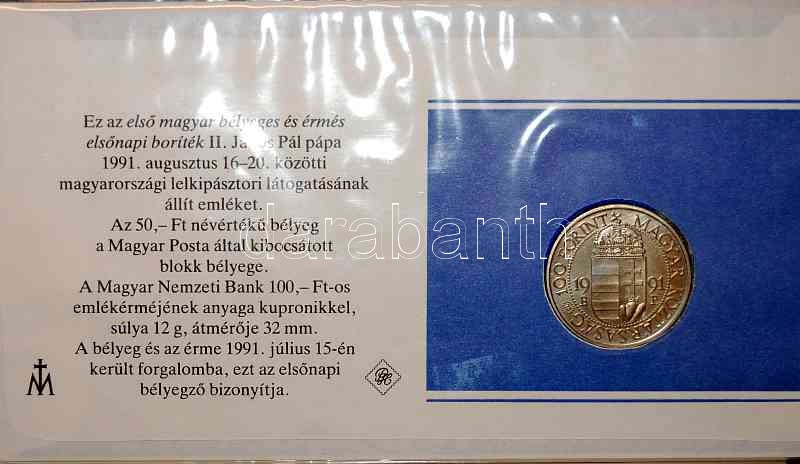 Ez az első magyar bélyeges és érmés
elsőnapi boríték II. János Pál pápa
1991. augusztus 16–20. közötti
magyarországi lelkipásztori látogatásának
állít emléket.
Az 50,– Ft névértékű bélyeg
a Magyar Posta által kibocsátott
blokk bélyege.
A Magyar Nemzeti Bank 100,– Ft-os
emlékérméjének anyaga kupronikkel,
súlya 12 g, átmérője 32 mm.
A bélyeg és az érme 1991. július 15-én
került forgalomba, ezt az elsőnapi
bélyegző bizonyítja.
100 FORINT MAGYAR KÖZTÁRSASÁG
19 91
B P
darabanth